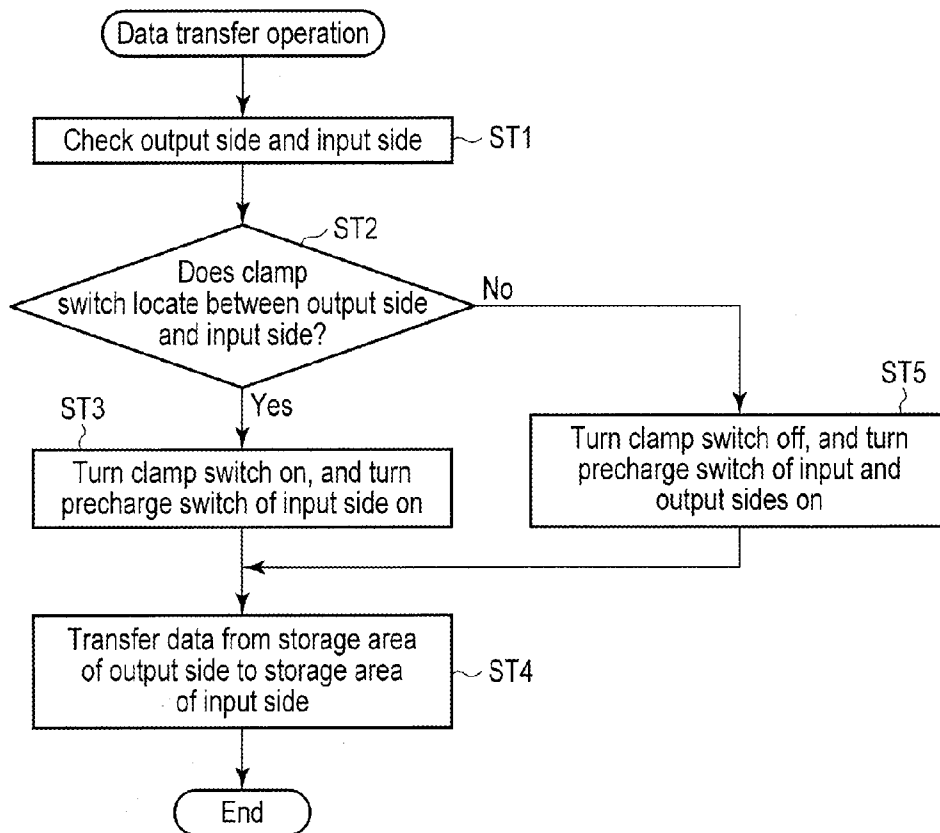 Data transfer operation
Check output side and input side
ST1
ST2
Does clamp
switch locate between output side
and input side?
No
Yes
ST3
Turn clamp switch on, and turn
precharge switch of input side on
ST5
Turn clamp switch off, and turn
precharge switch of input and
output sides on
Transfer data from storage area
of output side to storage area
of input side
ST4
End